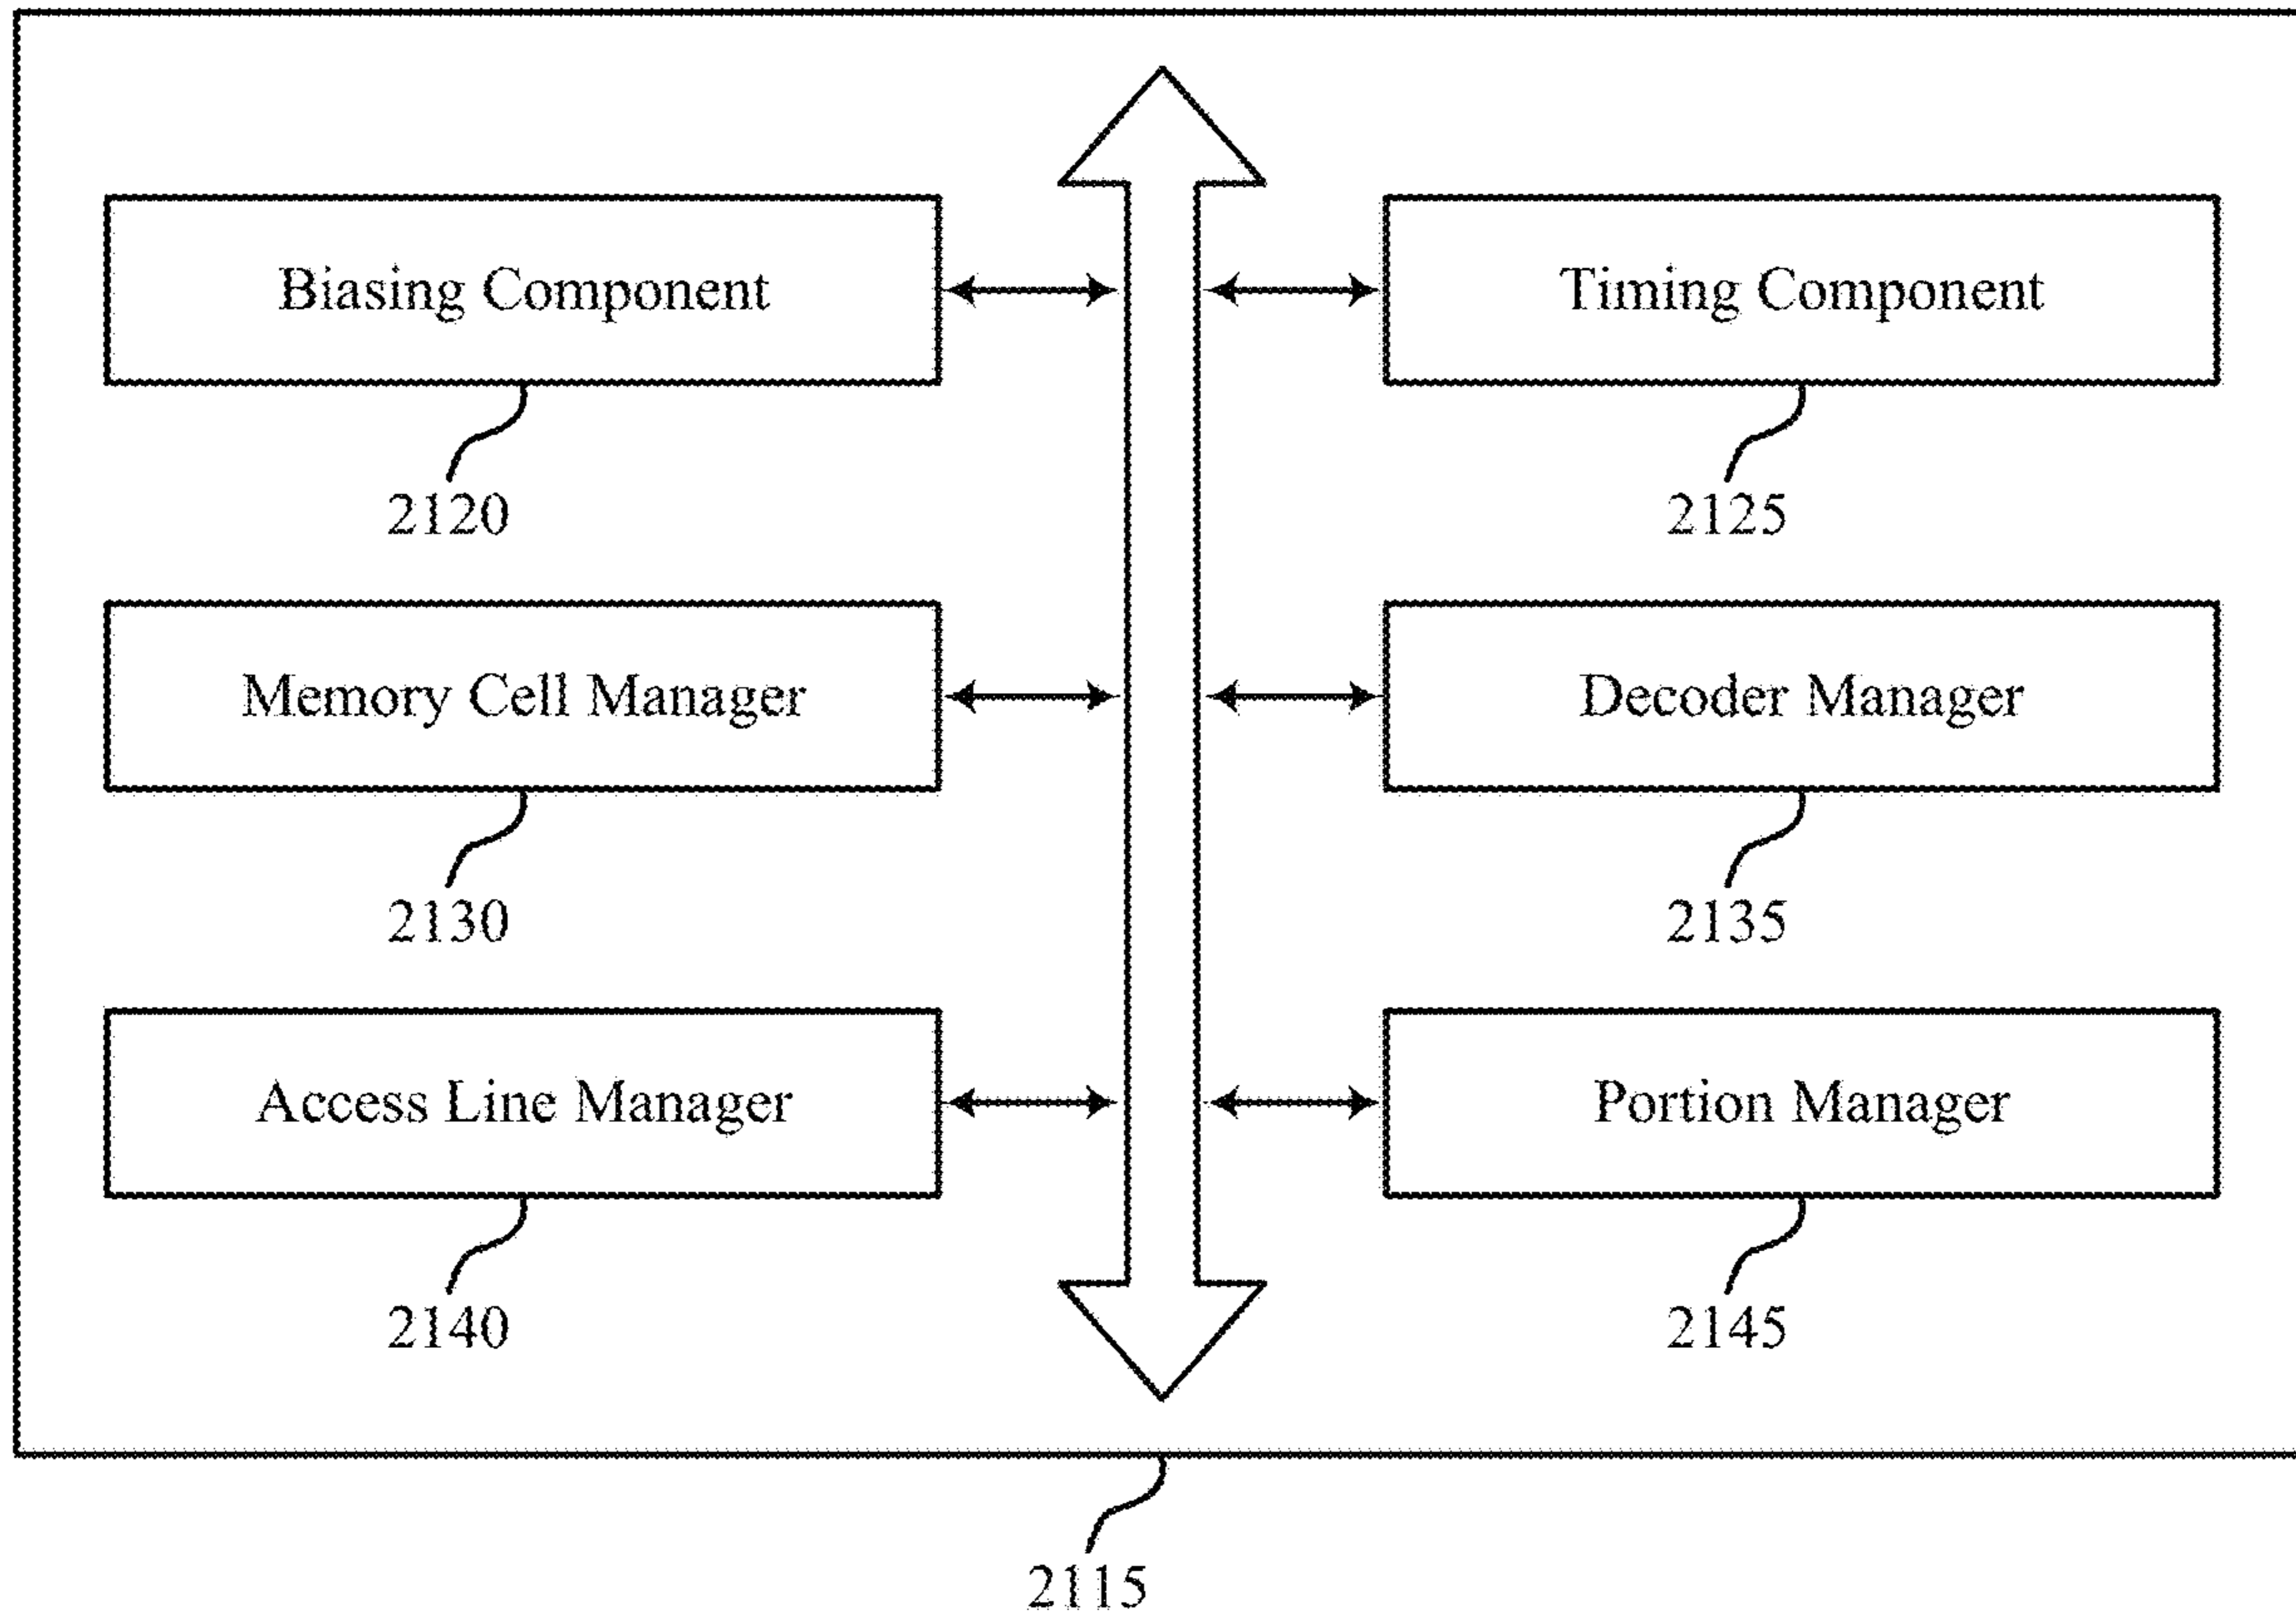 Biasing Component
Timing Component
2120
2125
Memory Cell Manager
Decoder Manager
2130
2135
Access Line Manager
Portion Manager
2140
2145
2115